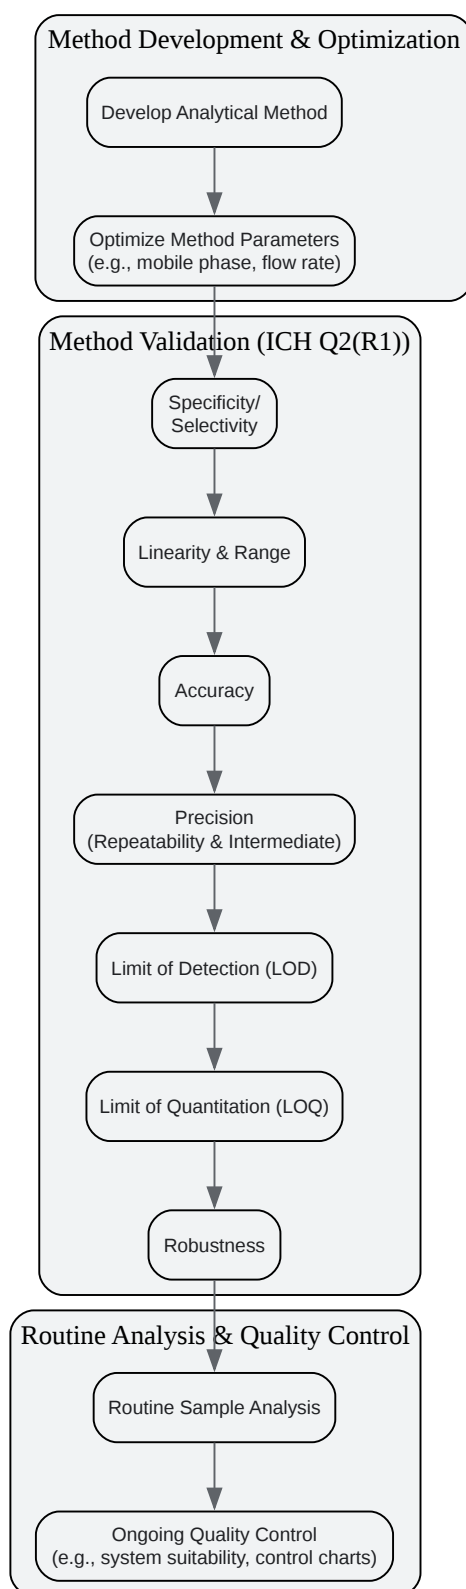 Method Development & Optimization
Develop Analytical Method
Optimize Method Parameters
(e.g., mobile phase, flow rate)
Method Validation (ICH Q2(R1))
Specificity/
Selectivity
Linearity & Range
Accuracy
Precision
(Repeatability & Intermediate)
Limit of Detection (LOD)
Limit of Quantitation (LOQ)
Robustness
Routine Analysis & Quality Control
Routine Sample Analysis
Ongoing Quality Control
(e.g., system suitability, control charts)